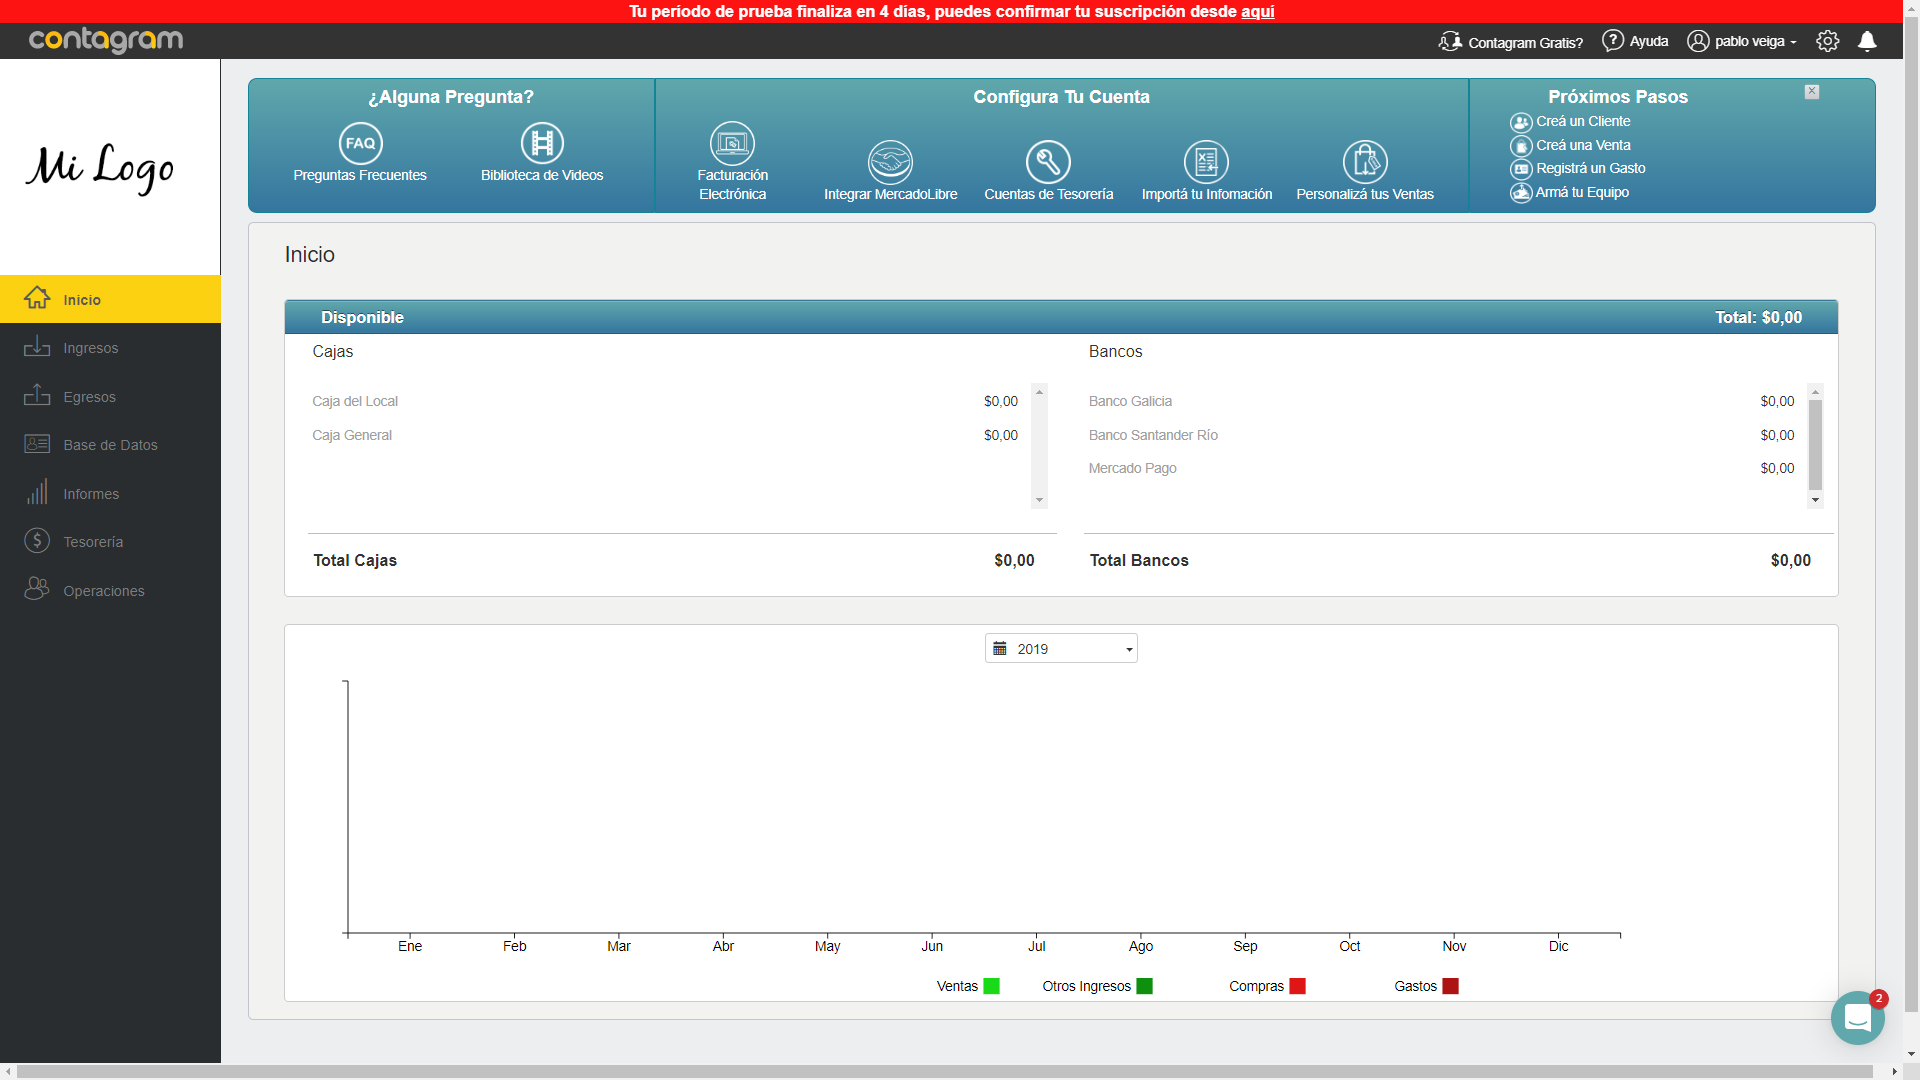 Tu período de prueba finaliza en 4 días, puedes confirmar tu suscripción desde aquí
contagram
Contagram Gratis?
Ayuda
pablo veiga
Mi Logo
¿Alguna Pregunta?
FAQ
Preguntas Frecuentes
Biblioteca de Videos
Configura Tu Cuenta
Facturación
Electrónica
Integrar MercadoLibre
Cuentas de Tesorería
Importá tu Infomación
Personalizá tus Ventas
Próximos Pasos
Creá un Cliente
Creá una Venta
Registrá un Gasto
Armá tu Equipo
Inicio
Ingresos
Egresos
Base de Datos
Informes
Tesorería
Operaciones
Inicio
Disponible
Total: $0,00
Cajas
Caja del Local $0,00
Caja General $0,00
Total Cajas $0,00
Bancos
Banco Galicia $0,00
Banco Santander Río $0,00
Mercado Pago $0,00
Total Bancos $0,00
2019
Ene Feb Mar Abr May Jun Jul Ago Sep Oct Nov Dic
Ventas Otros Ingresos Compras Gastos
2